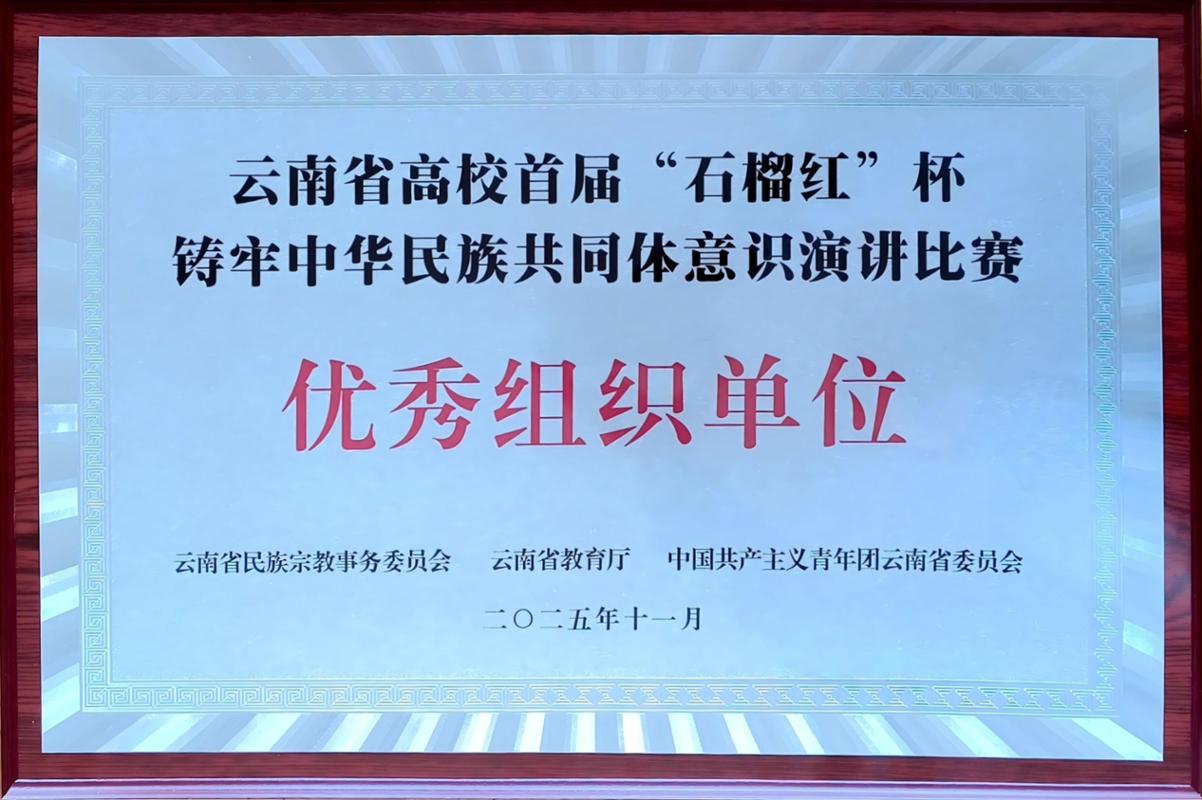 云南省高校首届“石榴红”杯
铸牢中华民族共同体意识演讲比赛
优秀组织单位
云南省民族宗教事务委员会 云南省教育厅 中国共产主义青年团云南省委员会
二〇二五年十一月